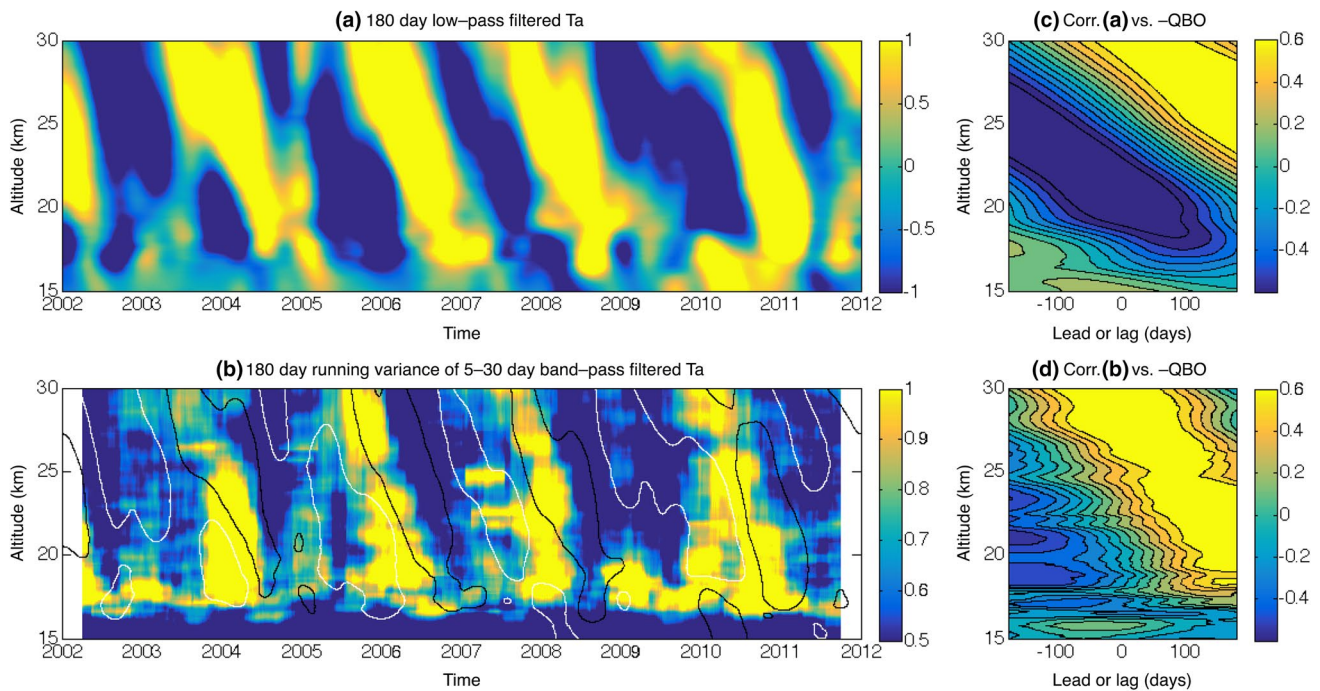 (a) 180 day low–pass filtered Ta
30
25
20
15
Altitude (km)
2002 2003 2004 2005 2006 2007 2008 2009 2010 2011 2012
Time
1
0.5
0
-0.5
-1
(c) Corr. (a) vs. –QBO
30
25
20
15
Altitude (km)
-100 0 100
Lead or lag (days)
0.6
0.4
0.2
0
-0.2
-0.4
(b) 180 day running variance of 5–30 day band–pass filtered Ta
30
25
20
15
Altitude (km)
2002 2003 2004 2005 2006 2007 2008 2009 2010 2011 2012
Time
1
0.9
0.8
0.7
0.6
0.5
(d) Corr. (b) vs. –QBO
30
25
20
15
Altitude (km)
-100 0 100
Lead or lag (days)
0.6
0.4
0.2
0
-0.2
-0.4